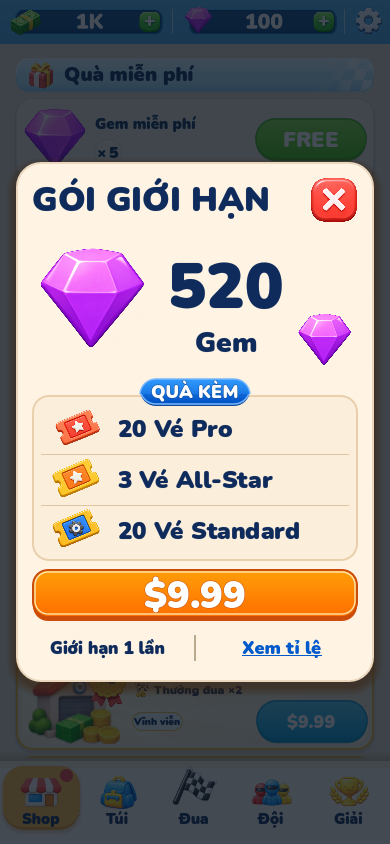 1K
100
Quà miễn phí
Gem miễn phí
×5
FREE
GÓI GIỚI HẠN
520
Gem
QUÀ KÈM
20 Vé Pro
3 Vé All-Star
20 Vé Standard
$9.99
Giới hạn 1 lần
Xem tỉ lệ
Thưởng đua ×2
Vĩnh viễn
$9.99
Shop
Túi
Đua
Đội
Giải